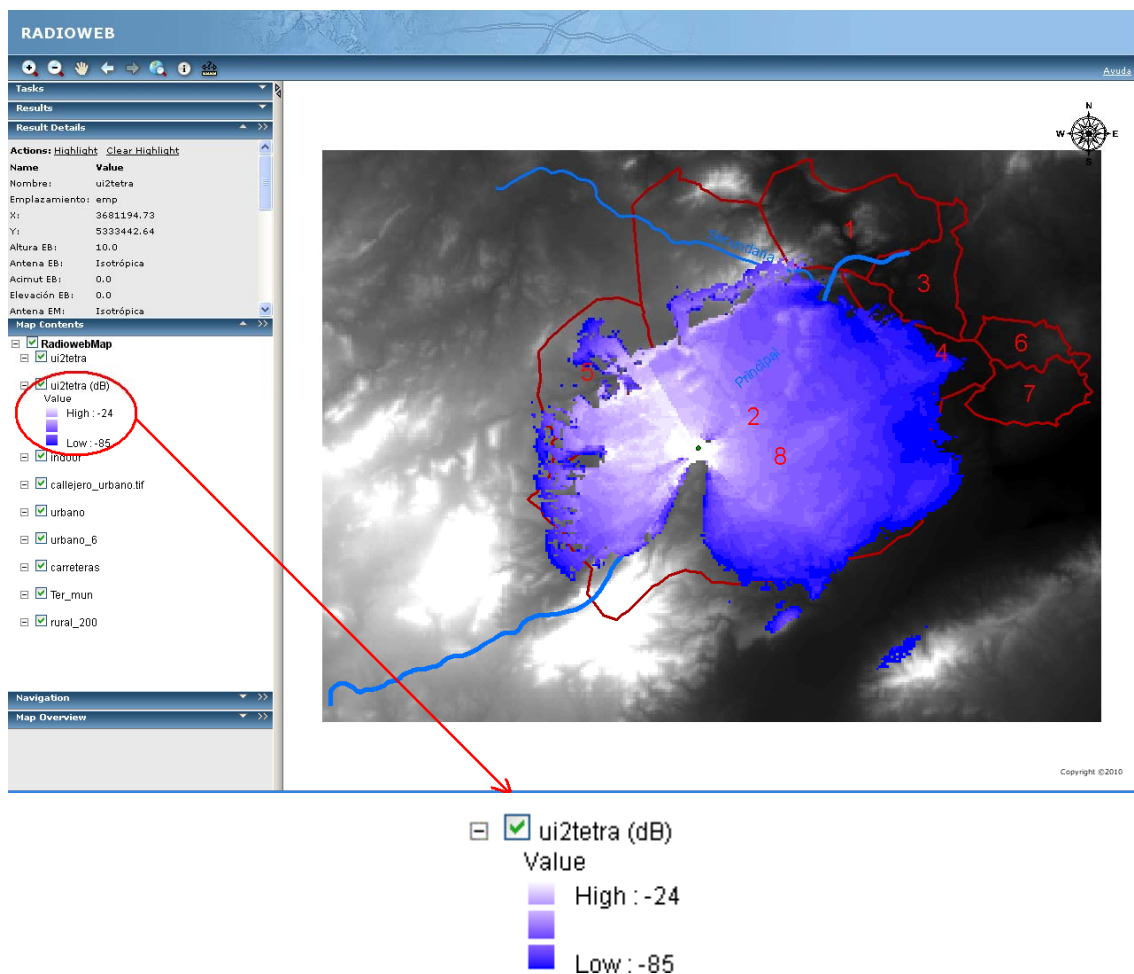 RADIOWEB
Ayuda
Tasks
Results
Result Details
Actions: Highlight Clear Highlight
Name Value
Nombre: ui2tetra
Emplazamiento: emp
X: 3681194.73
Y: 5333442.64
Altura EB: 10.0
Antena EB: Isotrópica
Acimut EB: 0.0
Elevación EB: 0.0
Antena EM: Isotrópica
Map Contents
RadiowebMap
ui2tetra
ui2tetra (dB)
Value
High : -24
Low : -85
indoor
callejero_urbano.tif
urbano
urbano_6
carreteras
Ter_mun
rural_200
Navigation
Map Overview
N
W E
S
Secundaria
1
3
6
4
7
5
Principal
2
8
Copyright ©2010
ui2tetra (dB)
Value
High : -24
Low : -85